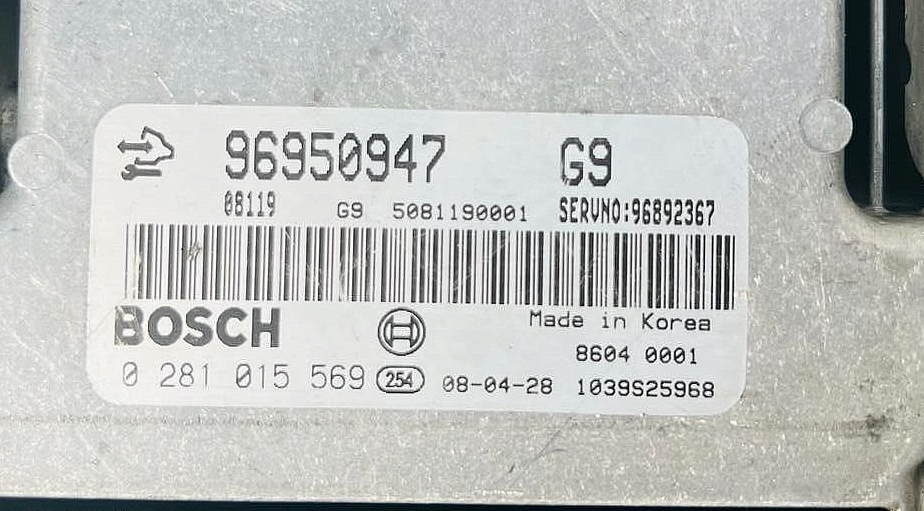 96950947 G9
08119 G9 5081190001 SERVNO:96892367
BOSCH Made in Korea
8604 0001
0 281 015 569 254 08-04-28 1039S25968